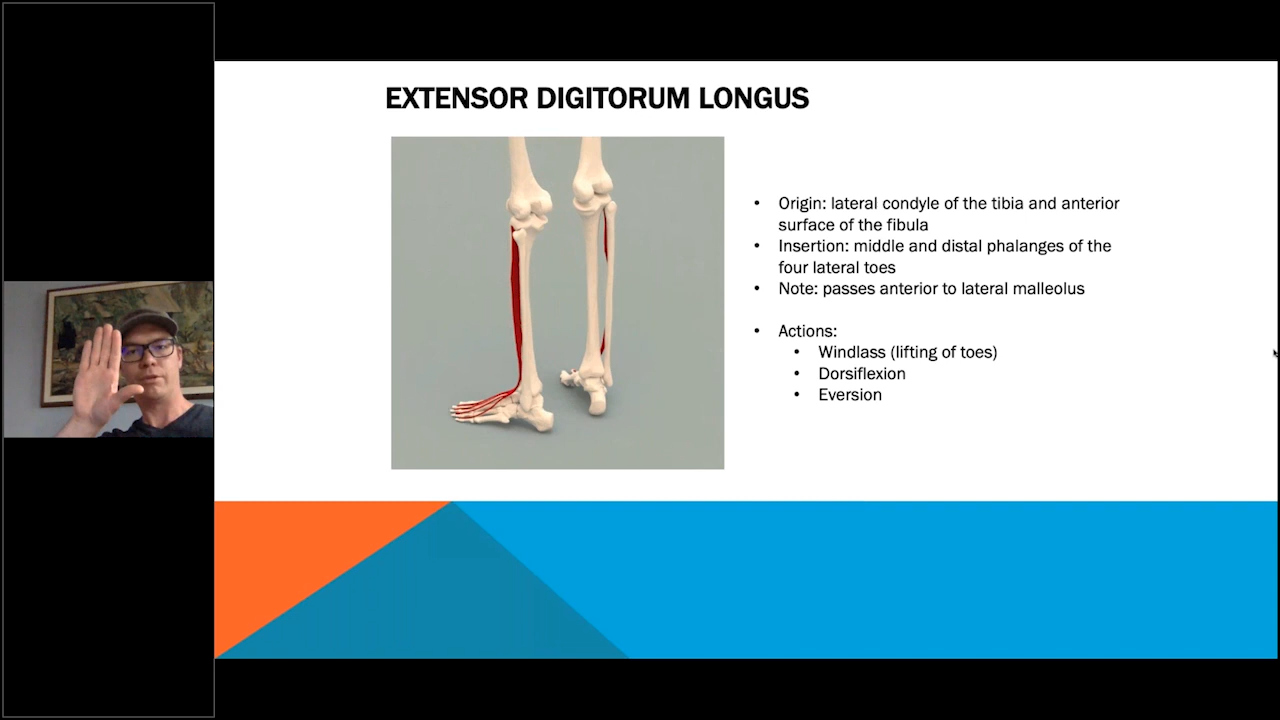 EXTENSOR DIGITORUM LONGUS
• Origin: lateral condyle of the tibia and anterior
surface of the fibula
• Insertion: middle and distal phalanges of the
four lateral toes
• Note: passes anterior to lateral malleolus
• Actions:
• Windlass (lifting of toes)
• Dorsiflexion
• Eversion